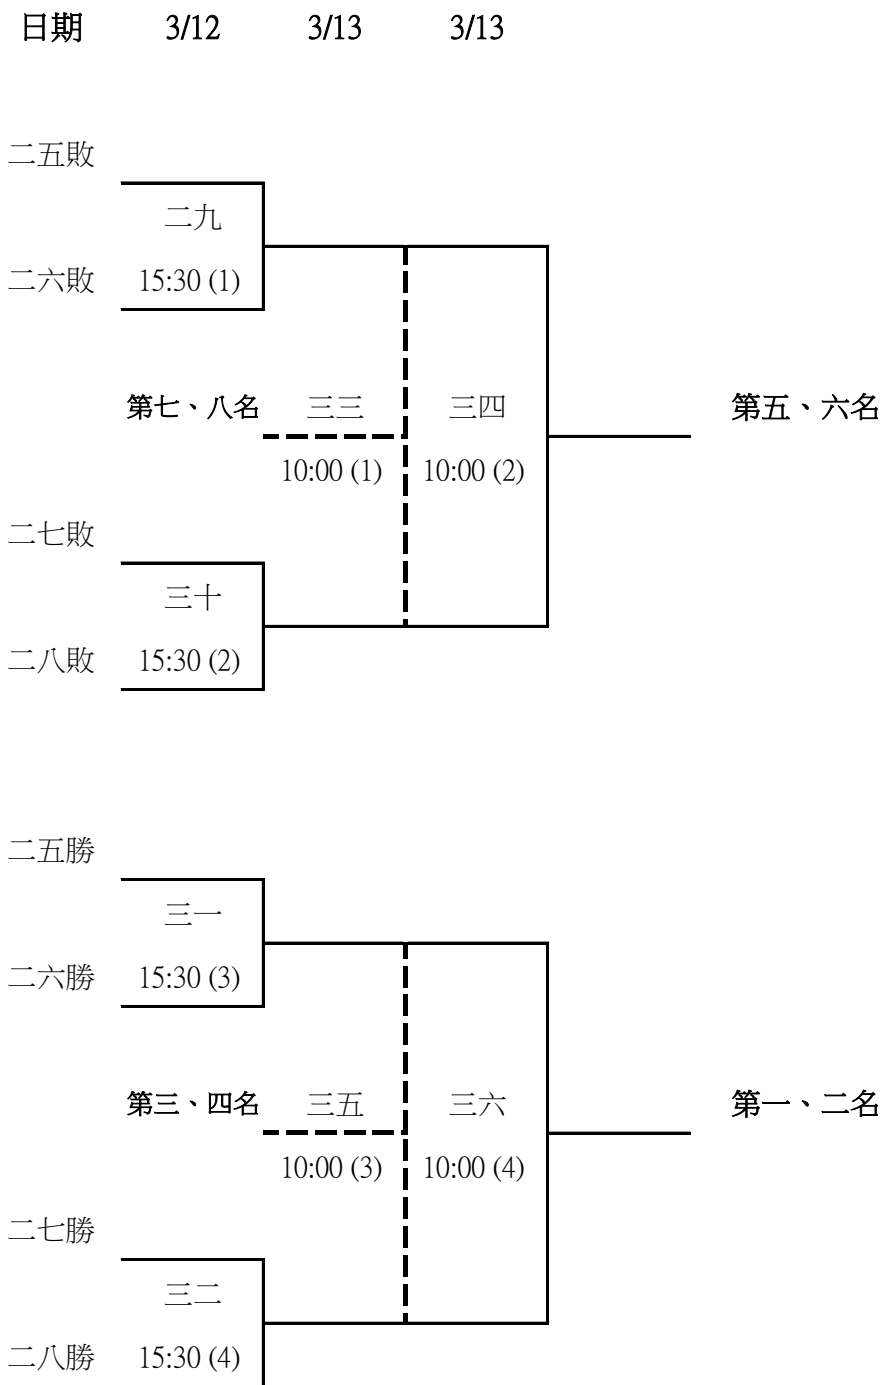 日期 3/12 3/13 3/13
二五敗
二九
二六敗 15:30 (1)
第七、八名 三三 三四 第五、六名
10:00 (1) 10:00 (2)
二七敗
三十
二八敗 15:30 (2)
二五勝
三一
二六勝 15:30 (3)
第三、四名 三五 三六 第一、二名
10:00 (3) 10:00 (4)
二七勝
三二
二八勝 15:30 (4)